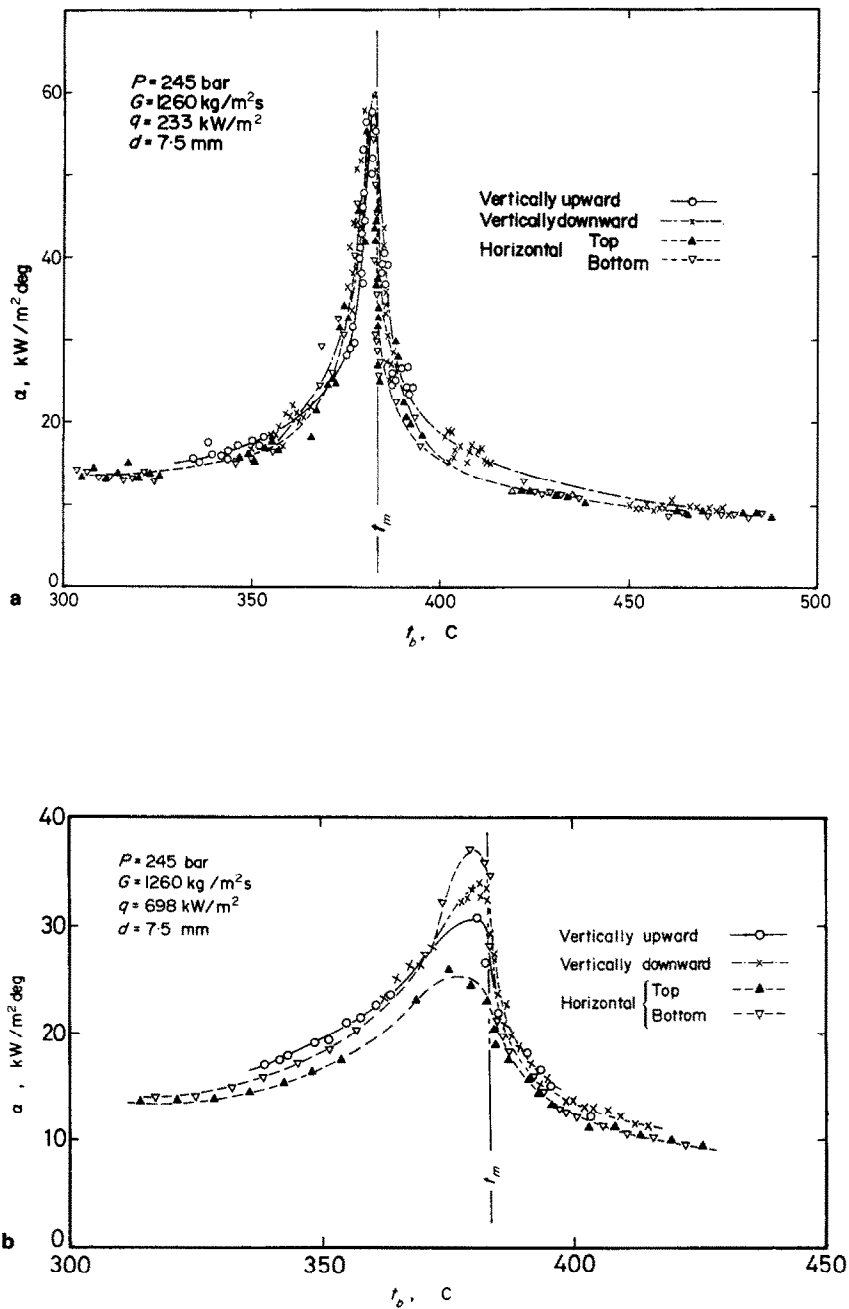 P = 245 bar
G = 1260 kg/m²s
q = 233 kW/m²
d = 7·5 mm
Vertically upward
Vertically downward
Horizontal Top
Bottom
60
40
20
0
α, kW/m² deg
t_m
300 350 400 450 500
a
t_b, C
P = 245 bar
G = 1260 kg/m²s
q = 698 kW/m²
d = 7·5 mm
Vertically upward
Vertically downward
Horizontal Top
Bottom
40
30
20
10
0
α, kW/m² deg
t_m
b
300 350 400 450
t_b, C